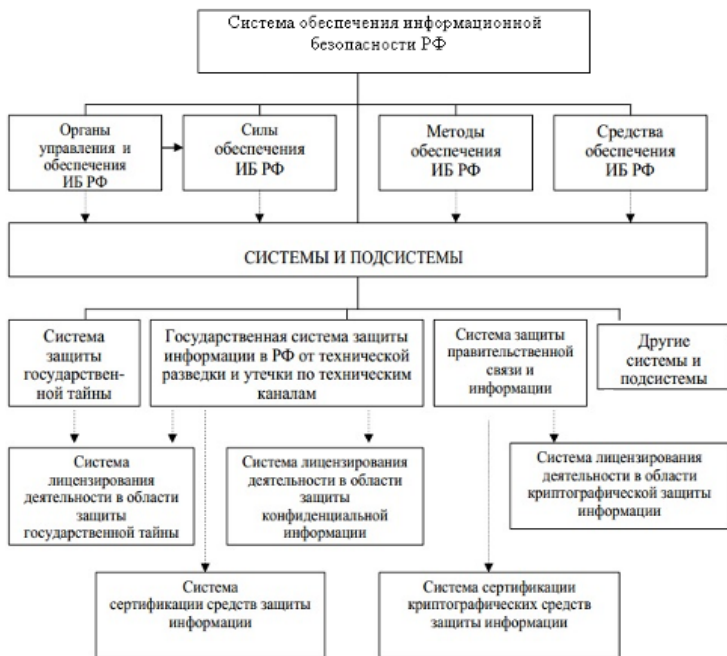 Система обеспечения информационной
безопасности РФ
Органы
управления и
обеспечения
ИБ РФ
Силы
обеспечения
ИБ РФ
Методы
обеспечения
ИБ РФ
Средства
обеспечения
ИБ РФ
СИСТЕМЫ И ПОДСИСТЕМЫ
Система
защиты
государствен-
ной тайны
Государственная система защиты
информации в РФ от технической
разведки и утечки по техническим
каналам
Система защиты
правительственной
связи и
информации
Другие
системы и
подсистемы
Система
лицензирования
деятельности в области
защиты
государственной тайны
Система лицензирования
деятельности в области
защиты
конфиденциальной
информации
Система лицензирования
деятельности в области
криптографической защиты
информации
Система
сертификации средств защиты
информации
Система сертификации
криптографических средств
защиты информации